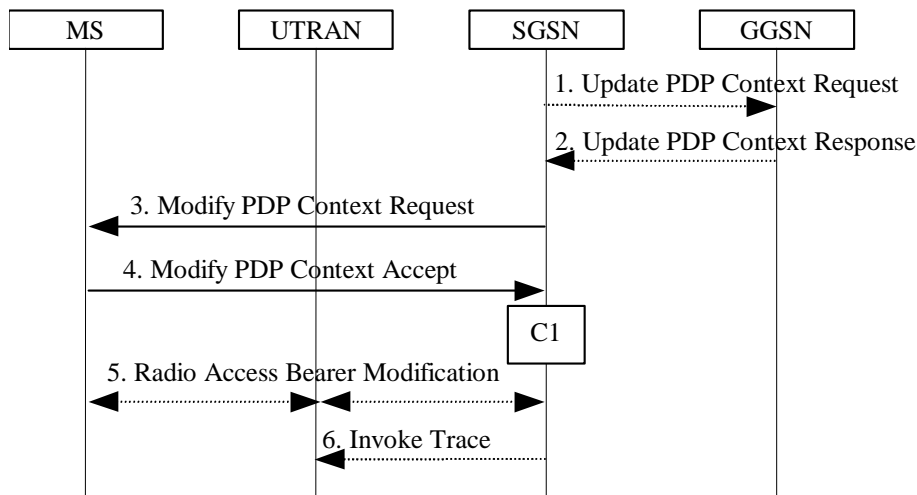 MS UTRAN SGSN GGSN
1. Update PDP Context Request
2. Update PDP Context Response
3. Modify PDP Context Request
4. Modify PDP Context Accept
C1
5. Radio Access Bearer Modification
6. Invoke Trace